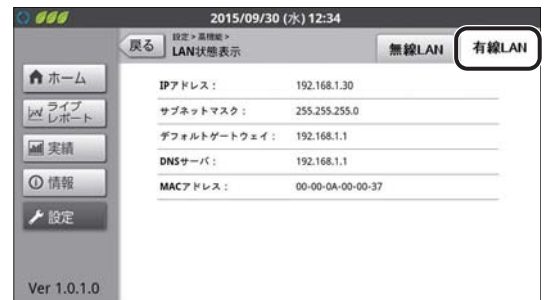 2015/09/30 (水) 12:34
戻る
設定 > 高機能 >
LAN状態表示
無線LAN
有線LAN
ホーム
ライブ
レポート
実績
情報
設定
IPアドレス： 192.168.1.30
サブネットマスク： 255.255.255.0
デフォルトゲートウェイ： 192.168.1.1
DNSサーバ： 192.168.1.1
MACアドレス： 00-00-0A-00-00-37
Ver 1.0.1.0